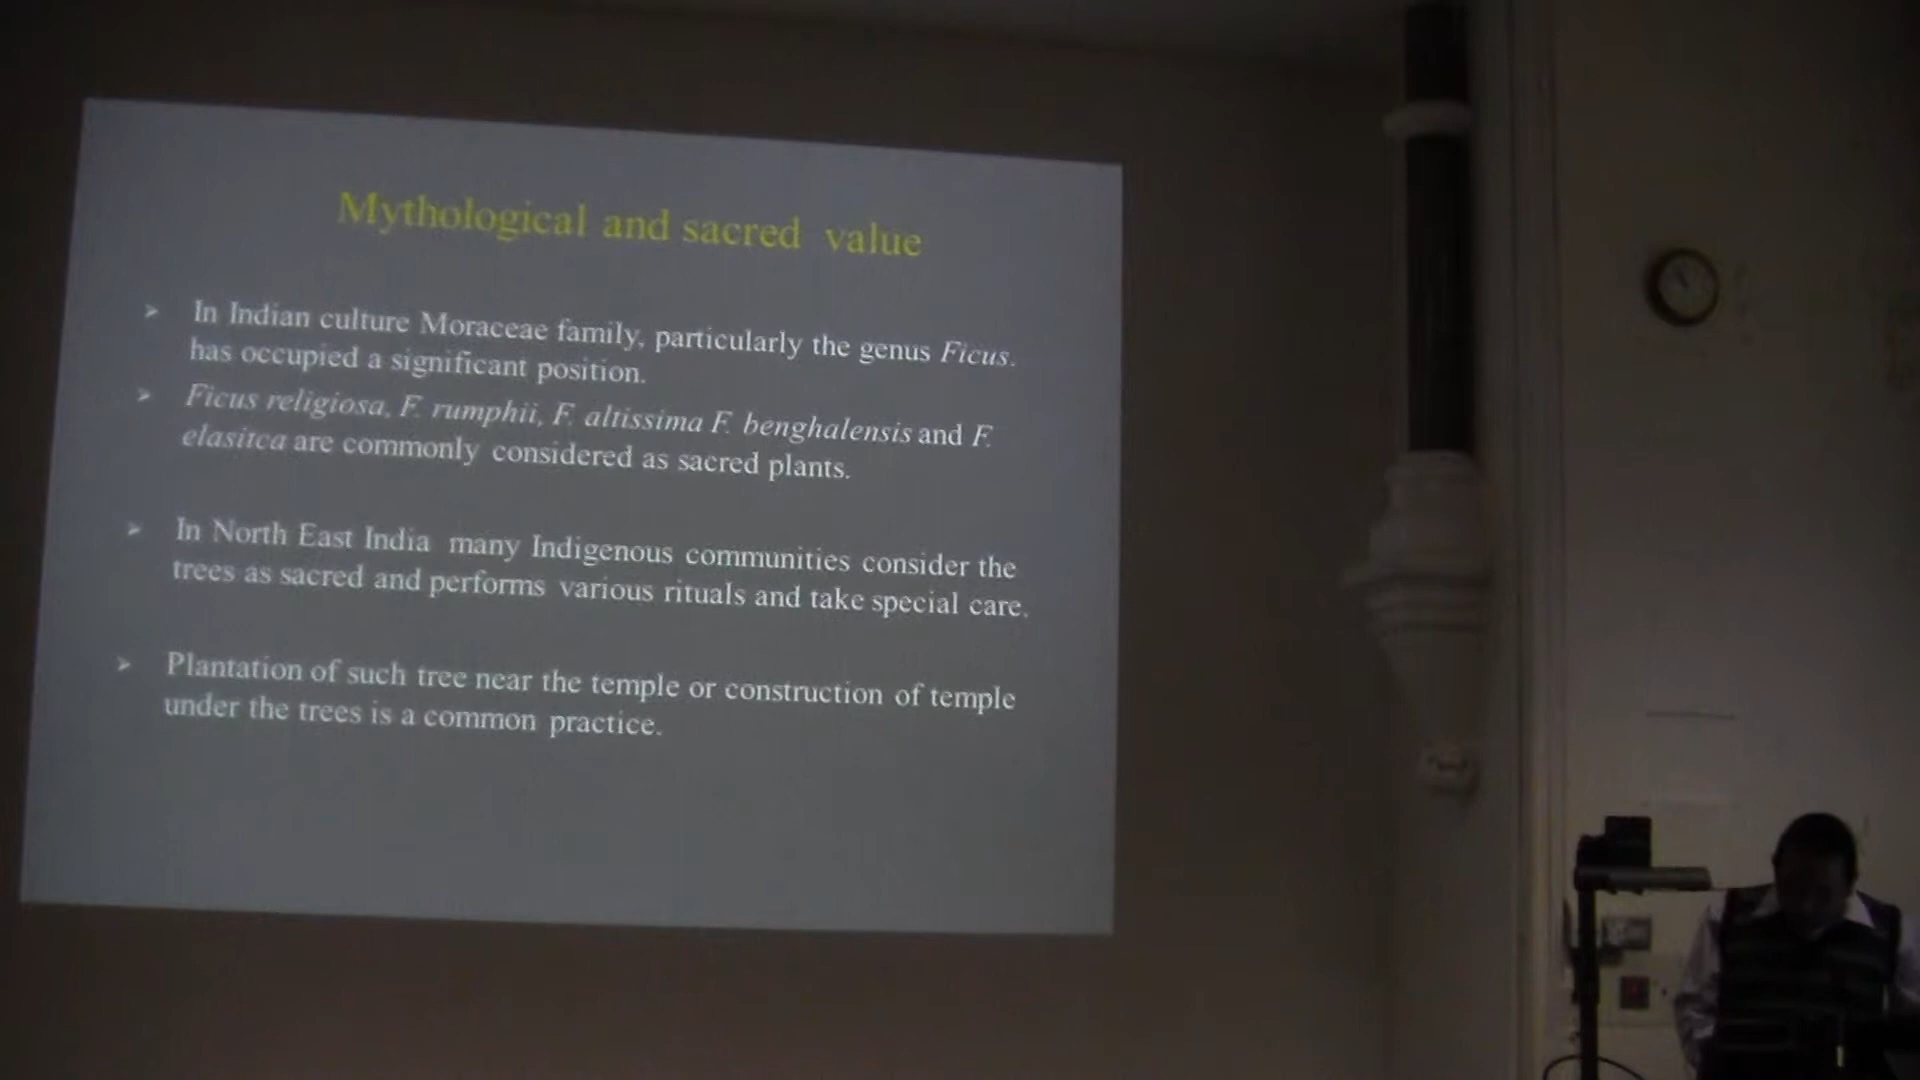 Mythological and sacred value
➢ In Indian culture Moraceae family, particularly the genus Ficus.
has occupied a significant position.
➢ Ficus religiosa, F. rumphii, F. altissima F. benghalensis and F.
elasitca are commonly considered as sacred plants.
➢ In North East India many Indigenous communities consider the
trees as sacred and performs various rituals and take special care.
➢ Plantation of such tree near the temple or construction of temple
under the trees is a common practice.